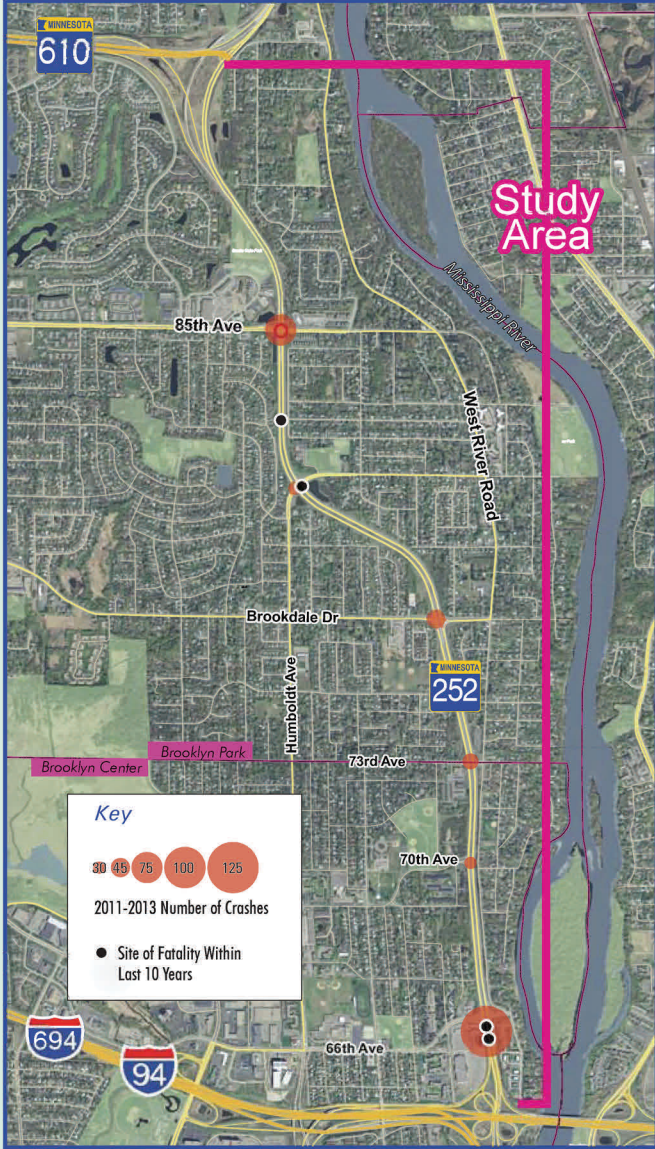 MINNESOTA
610
Study
Area
Mississippi River
85th Ave
West River Road
Brookdale Dr
MINNESOTA
252
Humboldt Ave
Brooklyn Park
Brooklyn Center
73rd Ave
Key
30 45 75 100 125
2011-2013 Number of Crashes
Site of Fatality Within
Last 10 Years
70th Ave
66th Ave
694
94